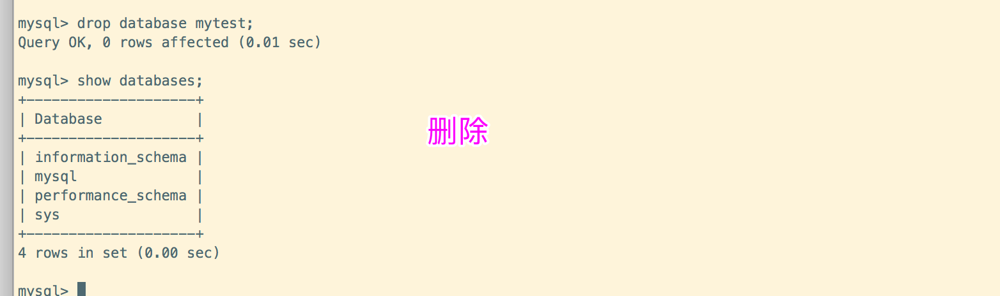 mysql> drop database mytest;
Query OK, 0 rows affected (0.01 sec)
mysql> show databases;
+--------------------+
| Database           |
+--------------------+
| information_schema |
| mysql              |
| performance_schema |
| sys                |
+--------------------+
4 rows in set (0.00 sec)
mysql>
删除